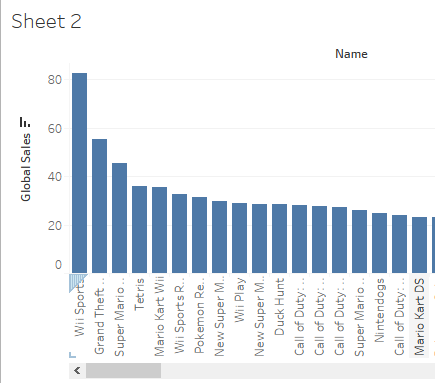 Sheet 2
Name
Global Sales
80
60
40
20
0
Wii Sport..
Grand Theft ..
Super Mario ..
Tetris
Mario Kart Wii
Wii Sports R..
Pokemon Re..
New Super M..
Wii Play
New Super M..
Duck Hunt
Call of Duty: ..
Call of Duty: ..
Call of Duty: ..
Super Mario ..
Nintendogs
Call of Duty: ..
Mario Kart DS